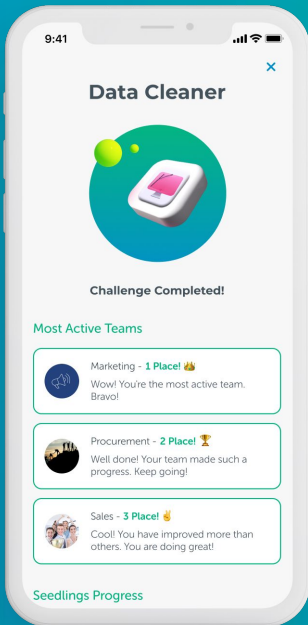 9:41
Data Cleaner
Challenge Completed!
Most Active Teams
Marketing - 1 Place! 👑
Wow! You're the most active team.
Bravo!
Procurement - 2 Place! 🏆
Well done! Your team made such a
progress. Keep going!
Sales - 3 Place! ✌️
Cool! You have improved more than
others. You are doing great!
Seedlings Progress